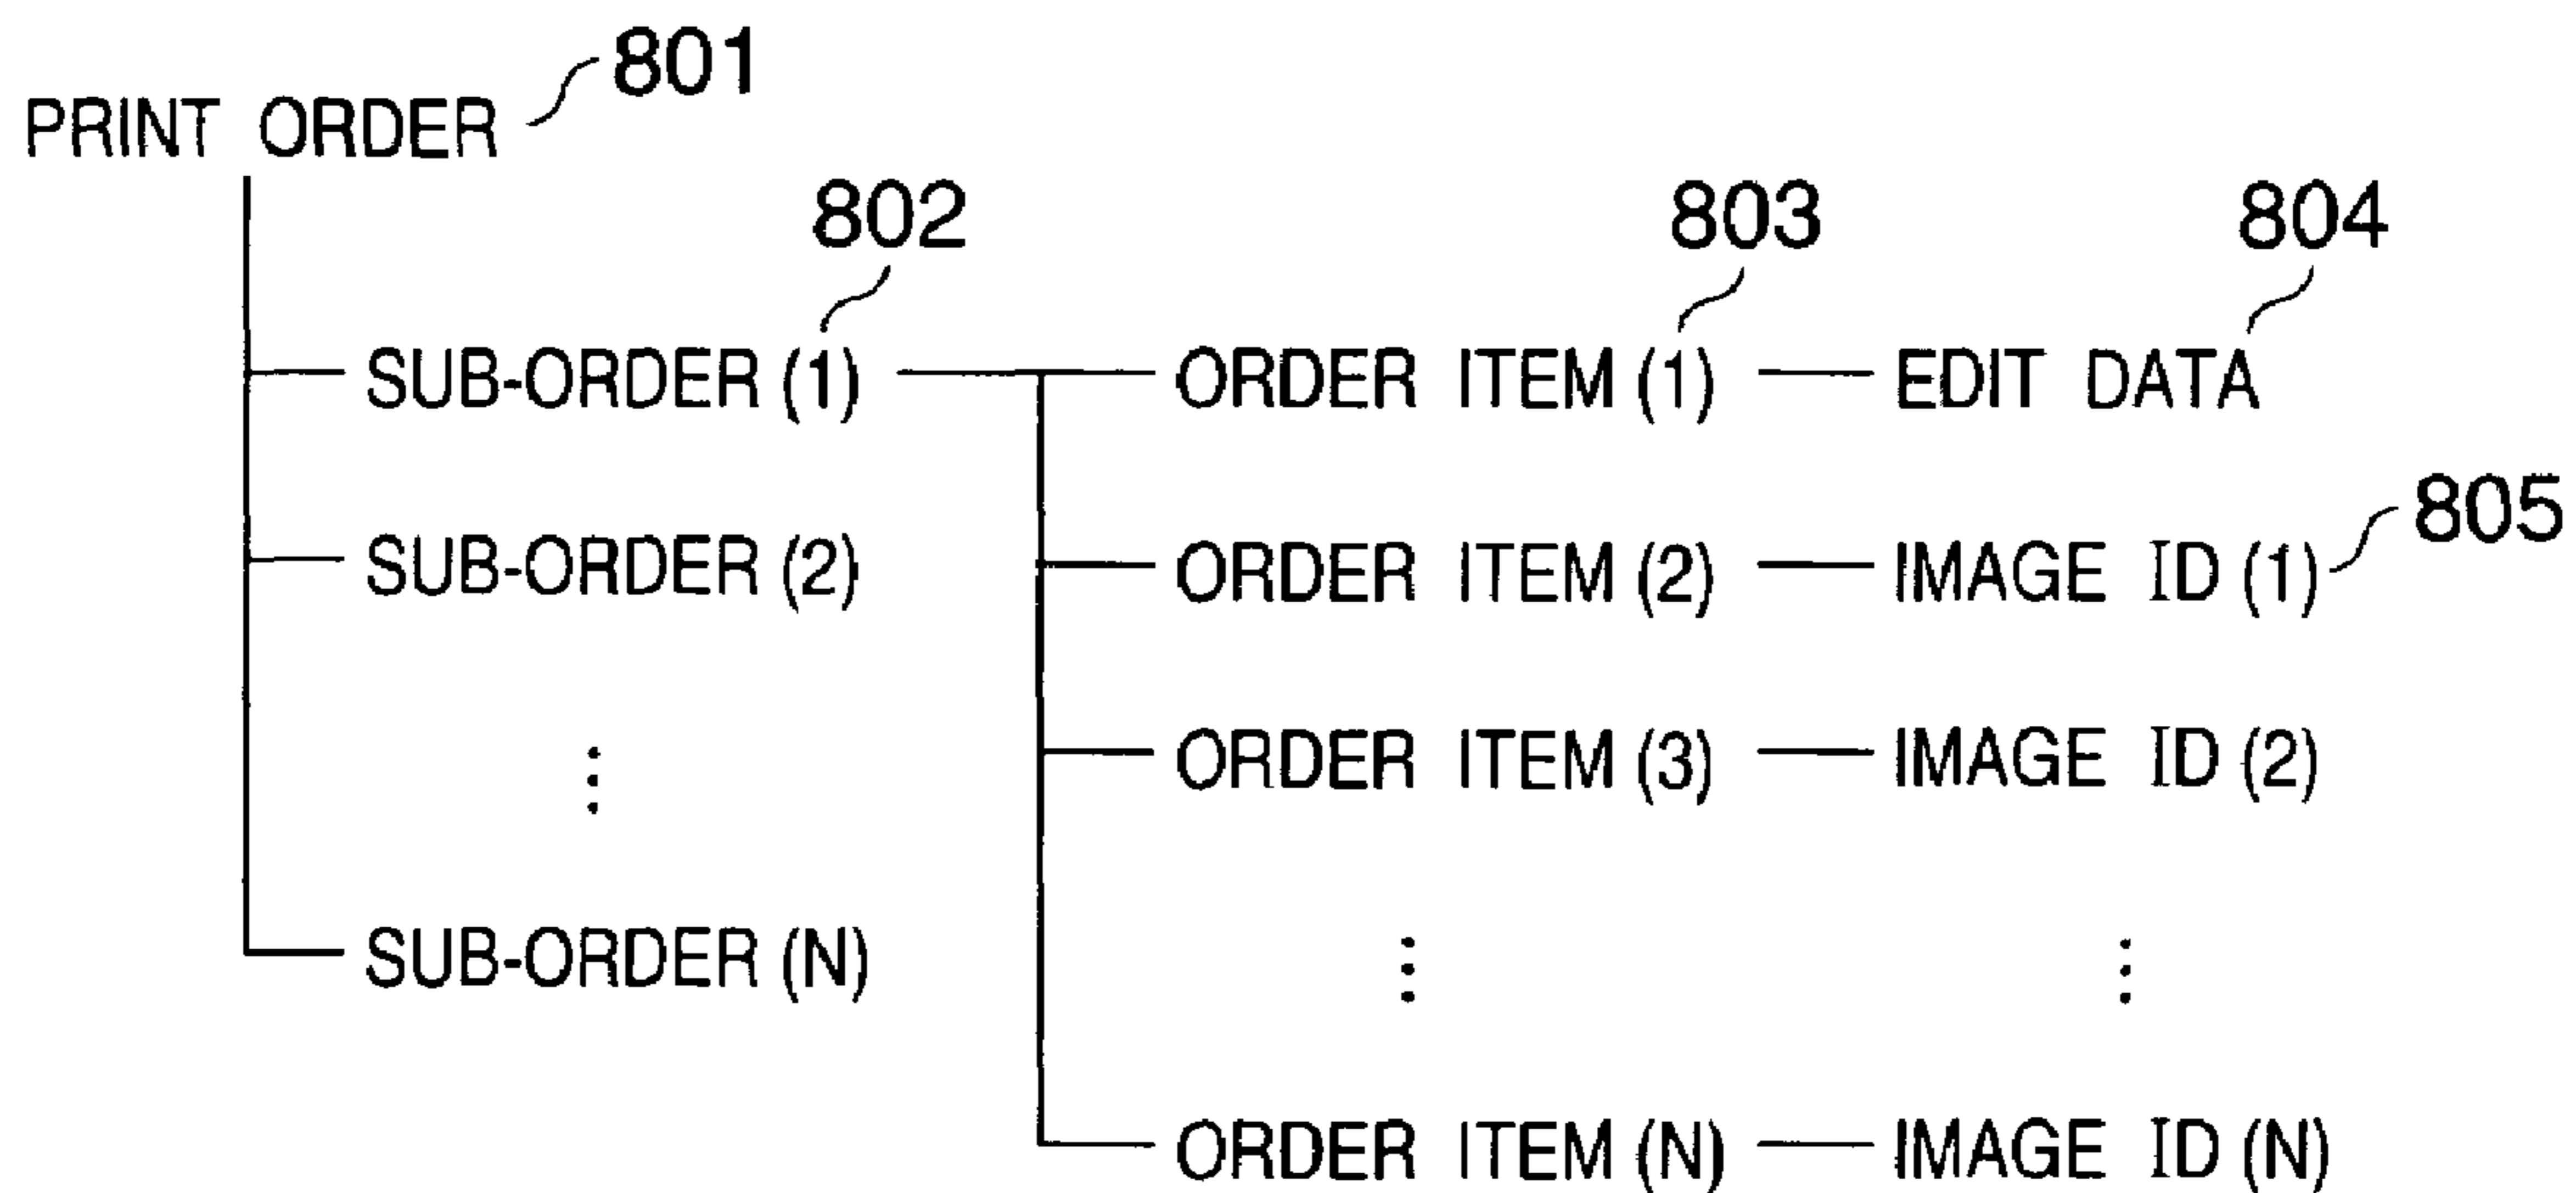 801
PRINT ORDER
802 803 804
SUB-ORDER (1) ORDER ITEM (1) EDIT DATA
805
SUB-ORDER (2) ORDER ITEM (2) IMAGE ID (1)
ORDER ITEM (3) IMAGE ID (2)
SUB-ORDER (N)
ORDER ITEM (N) IMAGE ID (N)